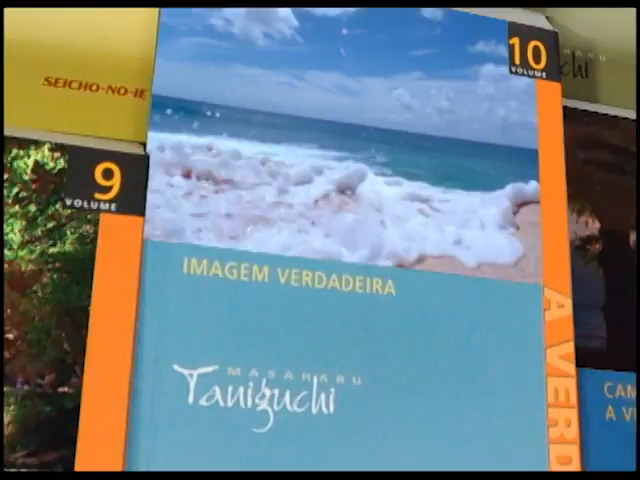 SEICHO-NO-IE
9
VOLUME
10
VOLUME
IMAGEM VERDADEIRA
MASAHARU
Taniguchi
A VERD
CAM
A V